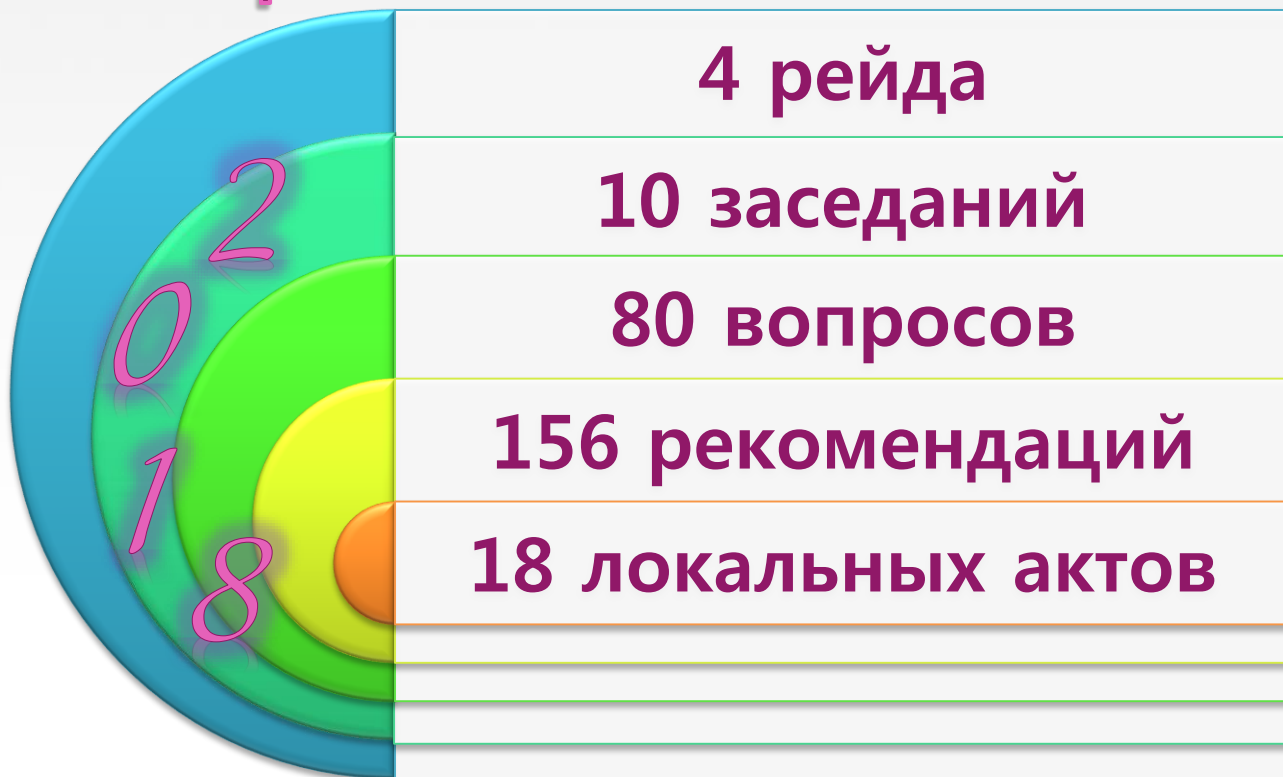 2018
4 рейда
10 заседаний
80 вопросов
156 рекомендаций
18 локальных актов